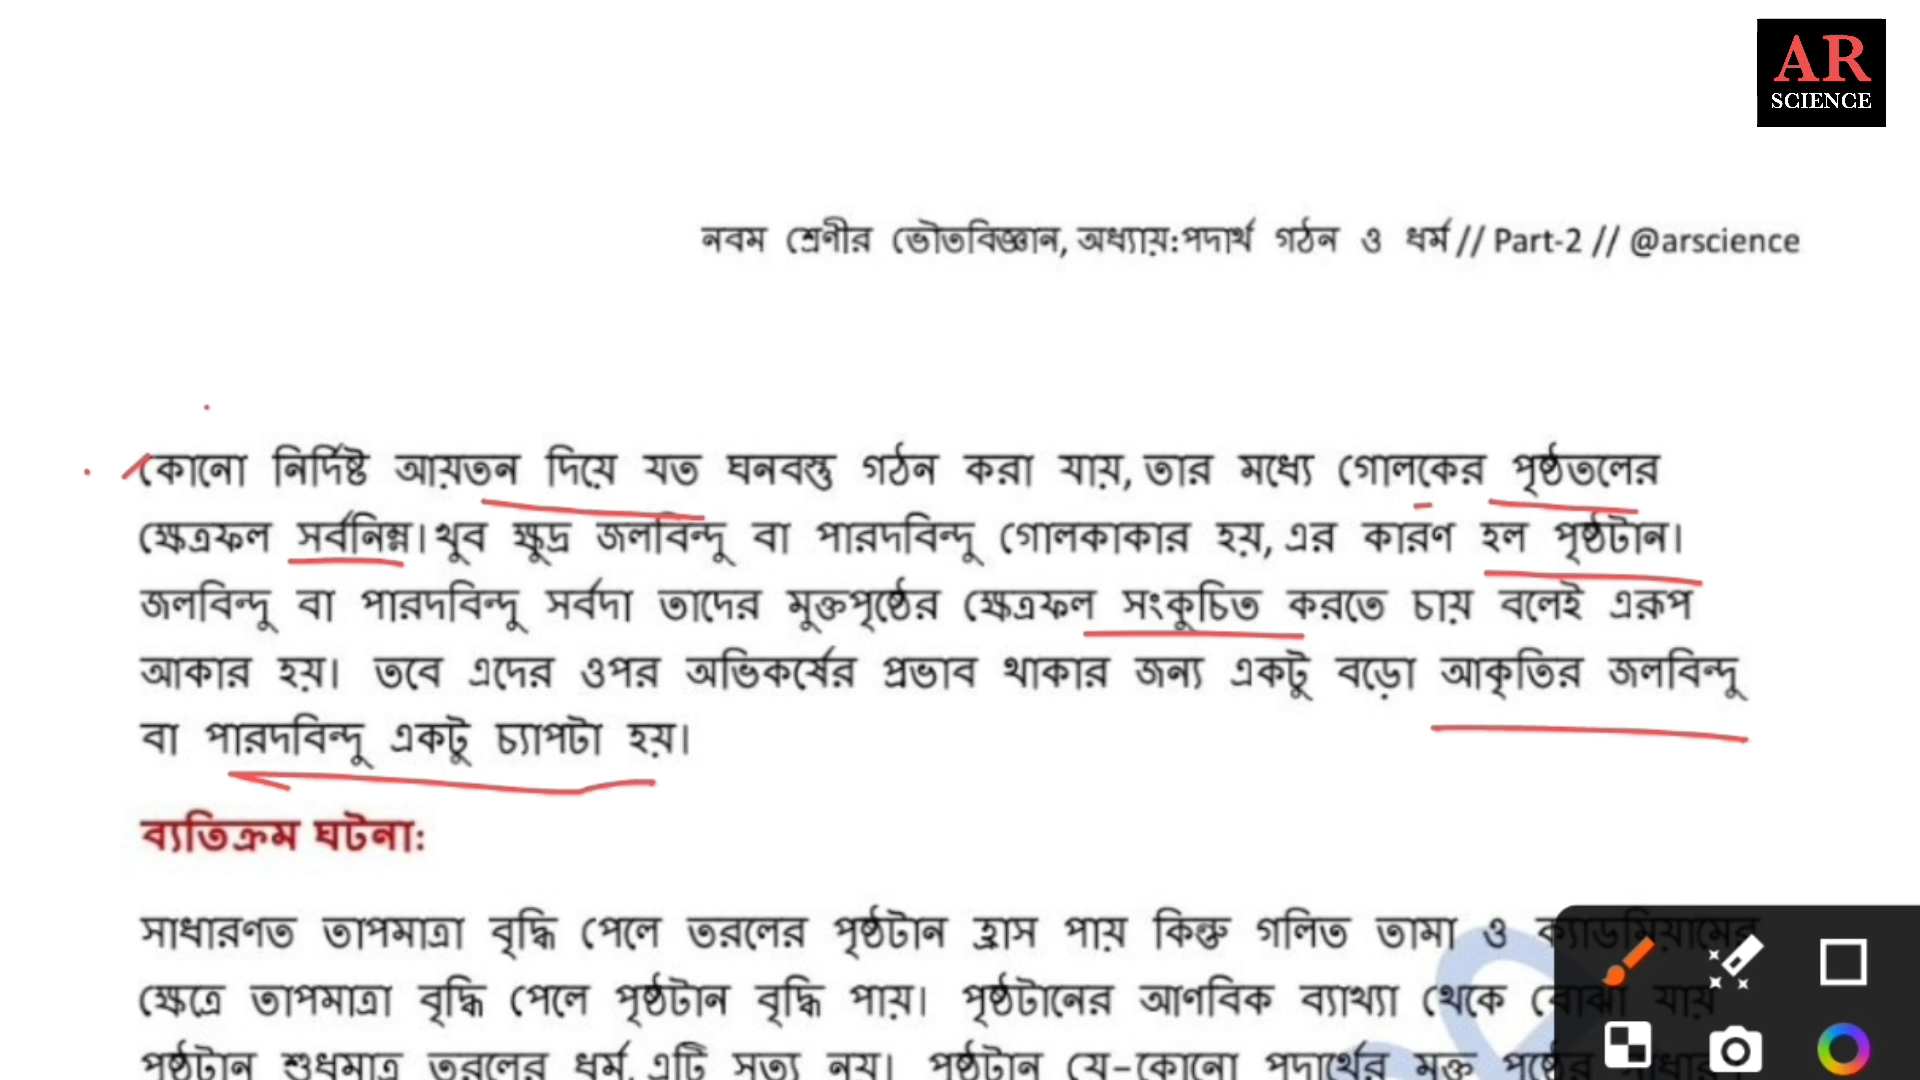 AR
SCIENCE
নবম শ্রেণীর ভৌতবিজ্ঞান, অধ্যায়:পদার্থ গঠন ও ধর্ম // Part-2 // @arscience
কোনো নির্দিষ্ট আয়তন দিয়ে যত ঘনবস্তু গঠন করা যায়, তার মধ্যে গোলকের পৃষ্ঠতলের
ক্ষেত্রফল সর্বনিম্ন। খুব ক্ষুদ্র জলবিন্দু বা পারদবিন্দু গোলকাকার হয়, এর কারণ হল পৃষ্ঠটান।
জলবিন্দু বা পারদবিন্দু সর্বদা তাদের মুক্তপৃষ্ঠের ক্ষেত্রফল সংকুচিত করতে চায় বলেই এরূপ
আকার হয়। তবে এদের ওপর অভিকর্ষের প্রভাব থাকার জন্য একটু বড়ো আকৃতির জলবিন্দু
বা পারদবিন্দু একটু চ্যাপটা হয়।
ব্যতিক্রম ঘটনা:
সাধারণত তাপমাত্রা বৃদ্ধি পেলে তরলের পৃষ্ঠটান হ্রাস পায় কিন্তু গলিত তামা ও ক্যাডমিয়ামের
ক্ষেত্রে তাপমাত্রা বৃদ্ধি পেলে পৃষ্ঠটান বৃদ্ধি পায়। পৃষ্ঠটানের আণবিক ব্যাখ্যা থেকে বোঝা যায়
পৃষ্ঠটান শুধুমাত্র তরলের ধর্ম, এটি সত্য নয়। পৃষ্ঠটান যে-কোনো পদার্থের মুক্ত পৃষ্ঠের